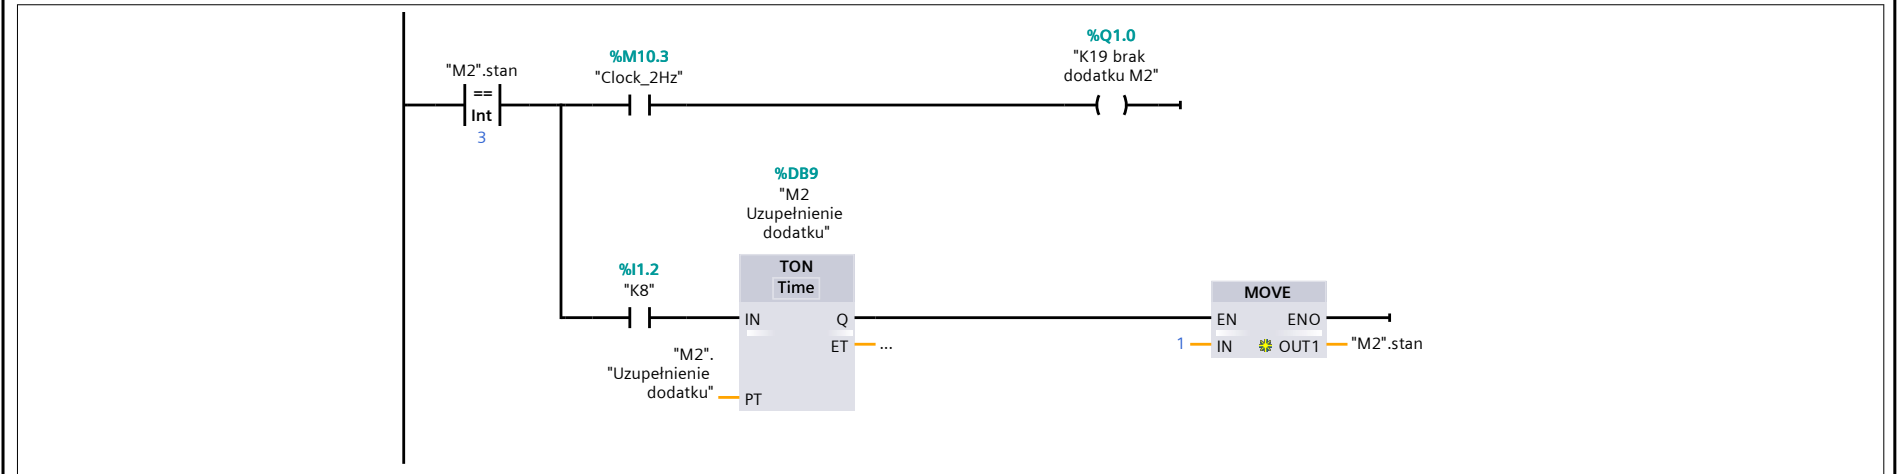 "M2".stan
==
Int
3
%M10.3
"Clock_2Hz"
%Q1.0
"K19 brak
dodatku M2"
%DB9
"M2
Uzupełnienie
dodatku"
%I1.2
"K8"
TON
Time
IN Q
ET ...
"M2".
"Uzupełnienie
dodatku"
PT
MOVE
EN ENO
1 IN OUT1 "M2".stan